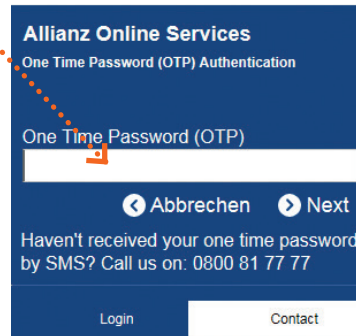 Allianz Online Services
One Time Password (OTP) Authentication
One Time Password (OTP)
Abbrechen Next
Haven't received your one time password
by SMS? Call us on: 0800 81 77 77
Login Contact